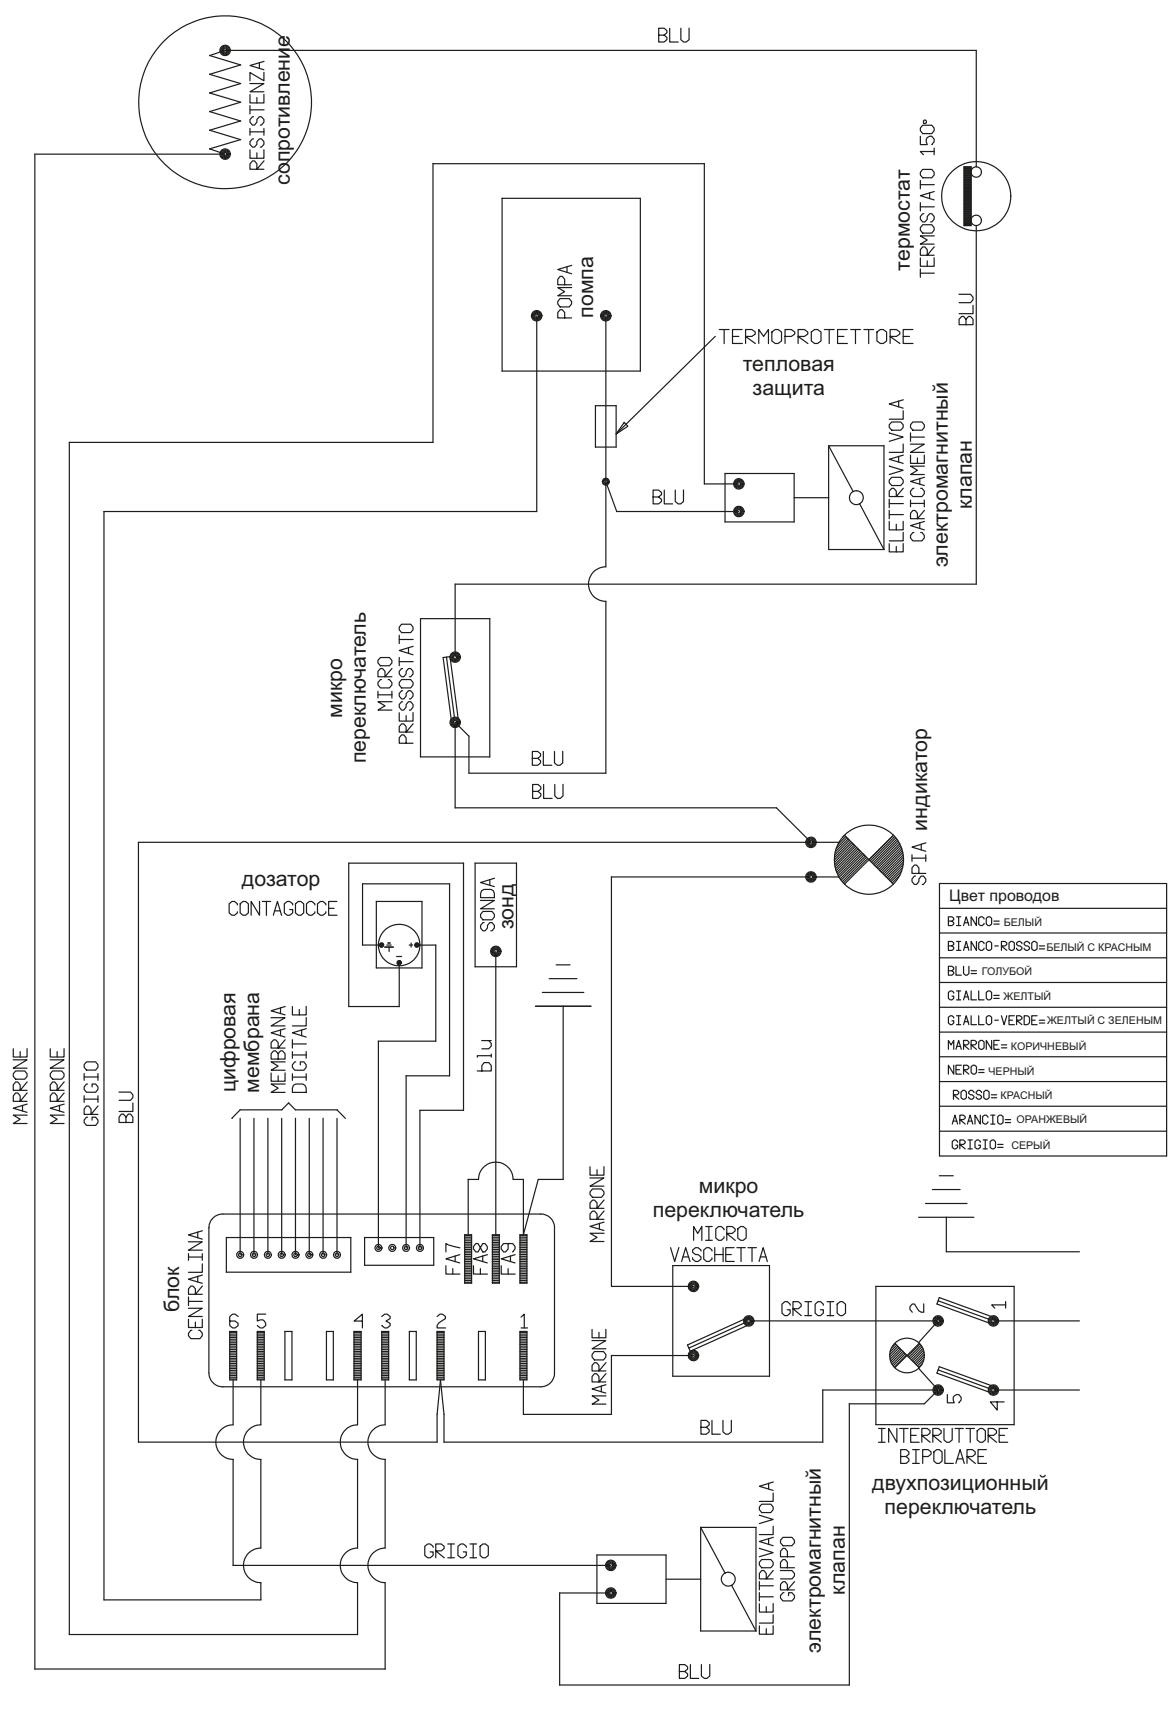 BLU
RESISTENZA
сопротивление
термостат
TERMOSTATO 150°
POMPA
помпа
BLU
TERMOPROTETTORE
тепловая
защита
BLU
ELETTROVALVOLA
CARICAMENTO
электромагнитный
клапан
микро
переключатель
MICRO
PRESSOSTATO
BLU
BLU
SPIA индикатор
дозатор
CONTAGOCCE
+
-
+
SONDA
зонд
Цвет проводов
BIANCO= БЕЛЫЙ
BIANCO-ROSSO=БЕЛЫЙ С КРАСНЫМ
BLU= ГОЛУБОЙ
GIALLO= ЖЕЛТЫЙ
GIALLO-VERDE=ЖЕЛТЫЙ С ЗЕЛЕНЫМ
MARRONE= КОРИЧНЕВЫЙ
NERO= ЧЕРНЫЙ
ROSSO= КРАСНЫЙ
ARANCIO= ОРАНЖЕВЫЙ
GRIGIO= СЕРЫЙ
цифровая
мембрана
MEMBRANA
DIGITALE
blu
MARRONE
MARRONE
GRIGIO
BLU
MARRONE
микро
переключатель
MICRO
VASCHETTA
блок
CENTRALINA
FA7
FA8
FA9
6 5 4 3 2 1
GRIGIO
MARRONE
2 1
5 4
BLU
INTERRUTTORE
BIPOLARE
двухпозиционный
переключатель
GRIGIO
ELETTROVALVOLA
GRUPPO
электромагнитный
клапан
BLU